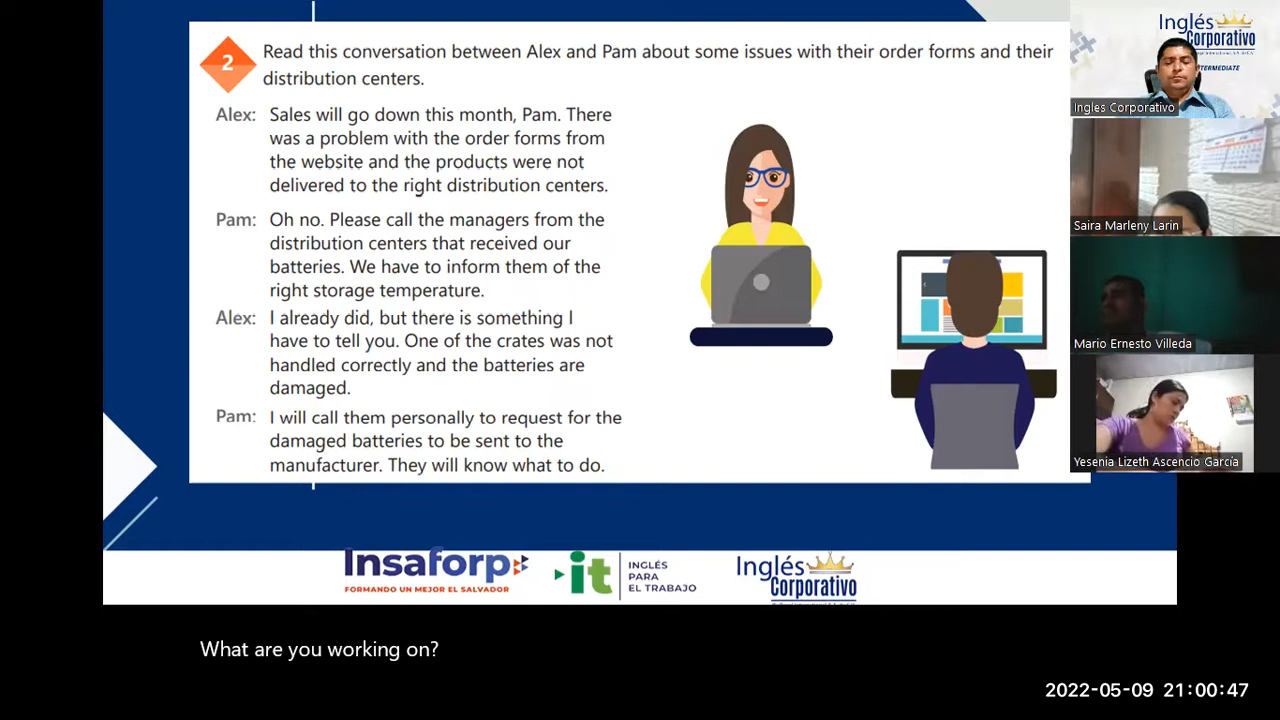 2
Read this conversation between Alex and Pam about some issues with their order forms and their
distribution centers.
Alex: Sales will go down this month, Pam. There
was a problem with the order forms from
the website and the products were not
delivered to the right distribution centers.
Pam: Oh no. Please call the managers from the
distribution centers that received our
batteries. We have to inform them of the
right storage temperature.
Alex: I already did, but there is something I
have to tell you. One of the crates was not
handled correctly and the batteries are
damaged.
Pam: I will call them personally to request for the
damaged batteries to be sent to the
manufacturer. They will know what to do.
Inglés
Corporativo
Ingles Corporativo
Saira Marleny Larin
Mario Ernesto Villeda
Yesenia Lizeth Ascencio García
Insaforp
FORMANDO UN MEJOR EL SALVADOR
it
INGLÉS
PARA
EL TRABAJO
Inglés
Corporativo
What are you working on?
2022-05-09 21:00:47